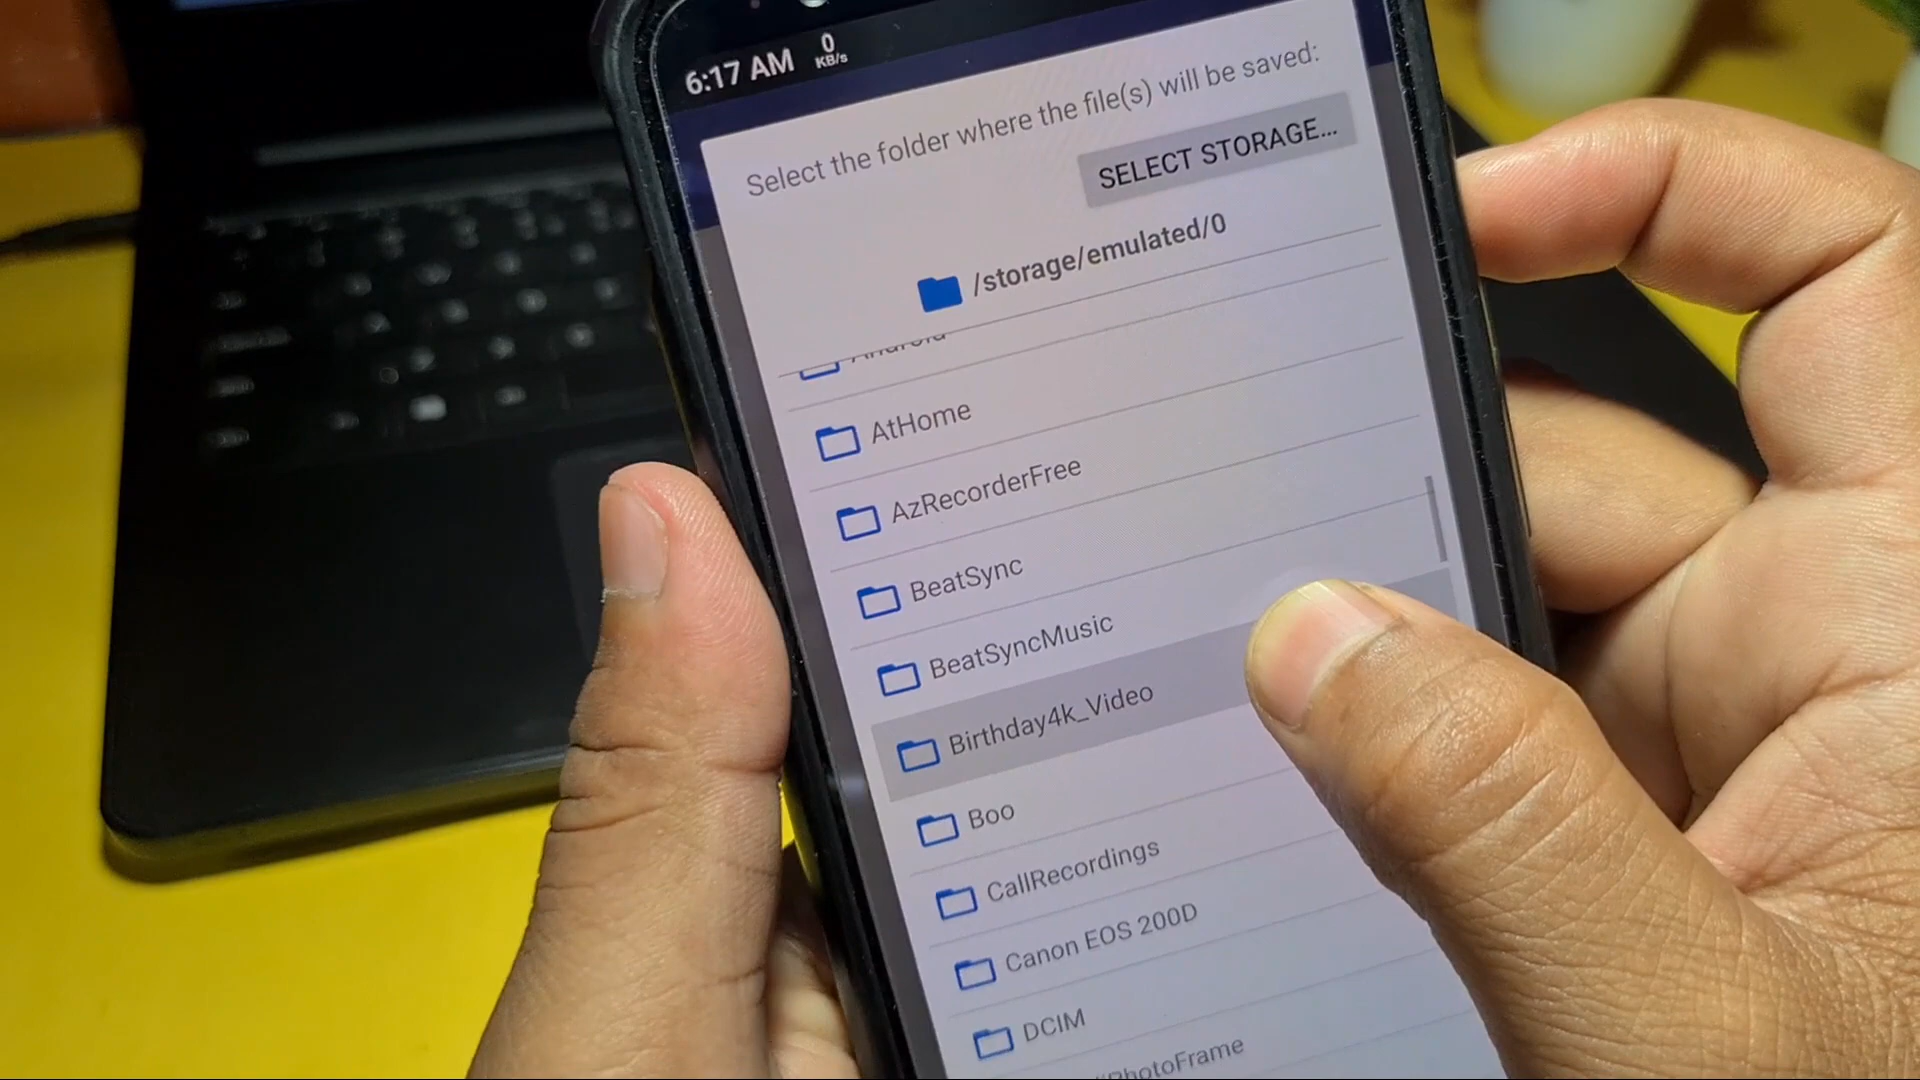 6:17 AM 0 KB/s
Select the folder where the file(s) will be saved:
SELECT STORAGE...
/storage/emulated/0
Android
AtHome
AzRecorderFree
BeatSync
BeatSyncMusic
Birthday4k_Video
Boo
CallRecordings
Canon EOS 200D
DCIM